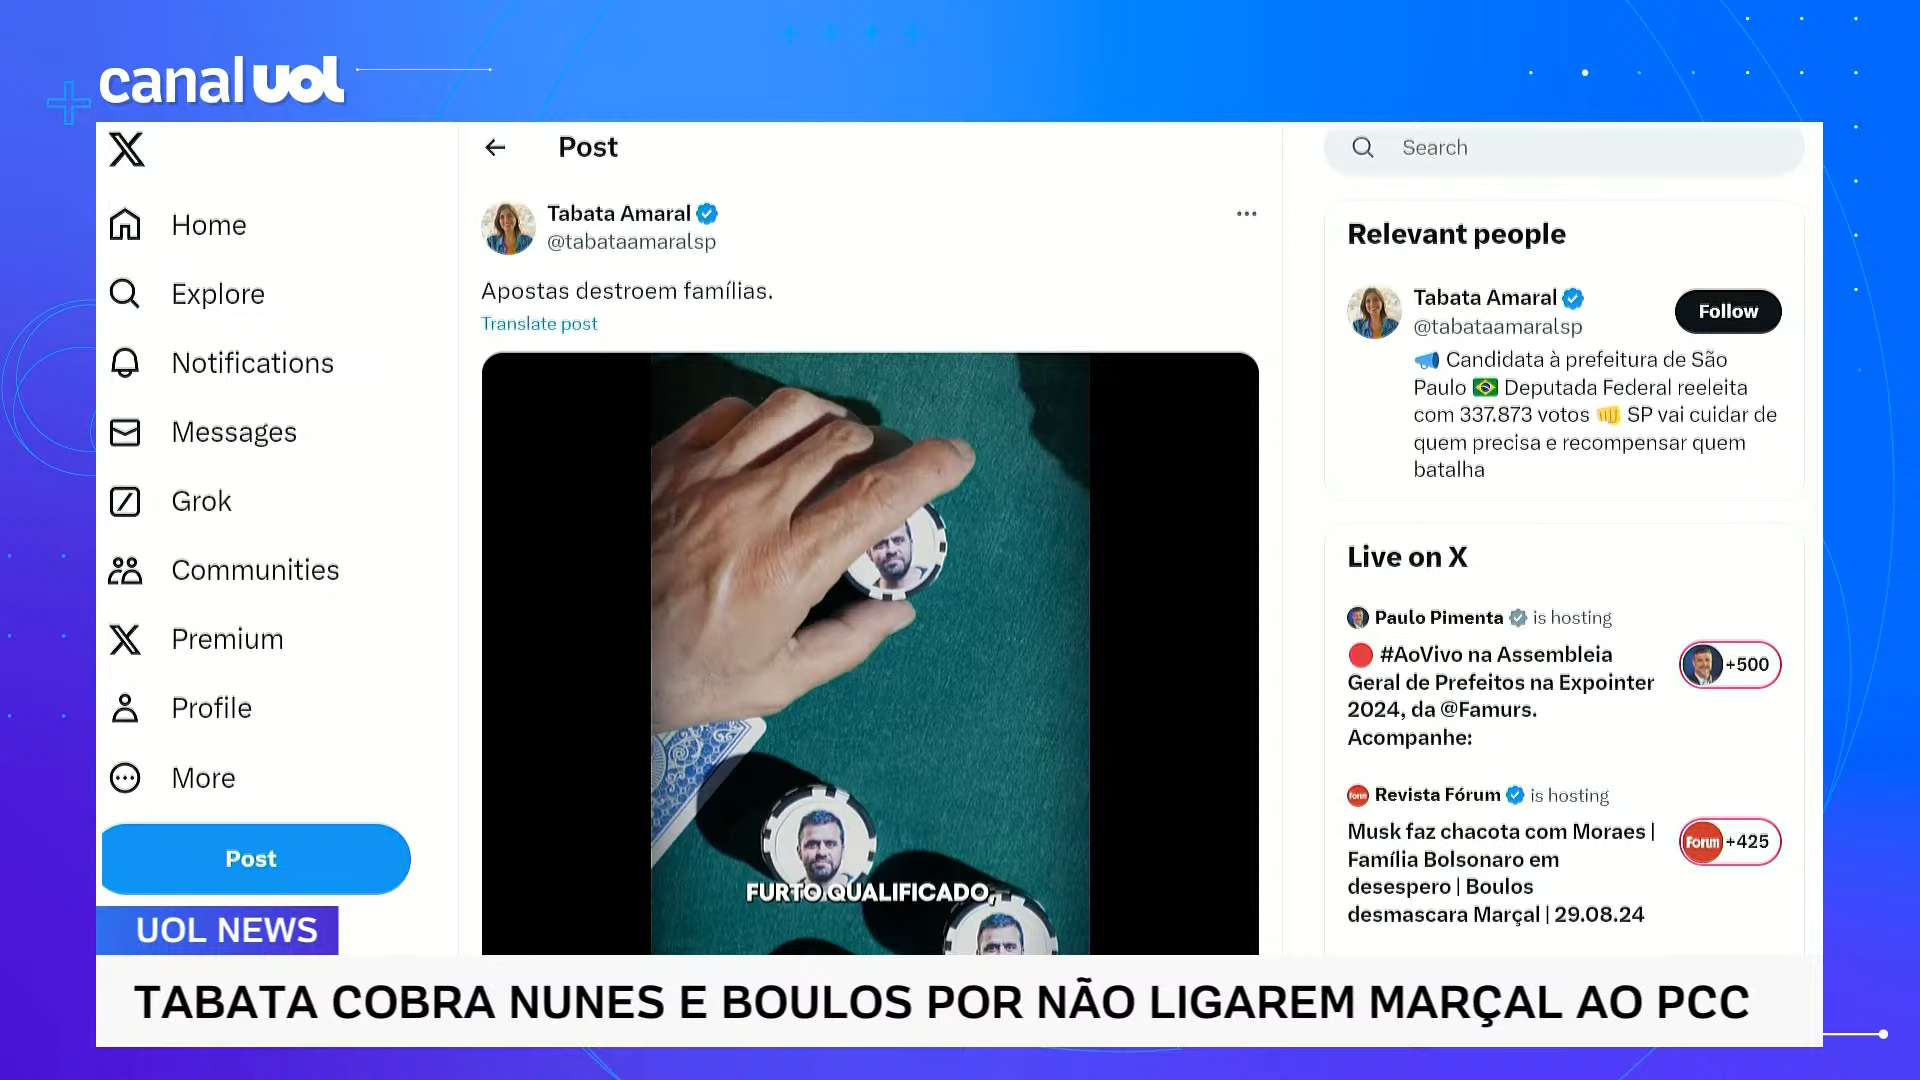 canal uol
Home
Explore
Notifications
Messages
Grok
Communities
Premium
Profile
More
Post
Post
Tabata Amaral
@tabataamaralsp
Apostas destroem famílias.
Translate post
FURTO QUALIFICADO,
Search
Relevant people
Tabata Amaral
@tabataamaralsp
Follow
Candidata à prefeitura de São
Paulo Deputada Federal reeleita
com 337.873 votos SP vai cuidar de
quem precisa e recompensar quem
batalha
Live on X
Paulo Pimenta is hosting
#AoVivo na Assembleia
Geral de Prefeitos na Expointer
2024, da @Famurs.
Acompanhe:
+500
Forum Revista Fórum is hosting
Musk faz chacota com Moraes |
Família Bolsonaro em
desespero | Boulos
desmascara Marçal | 29.08.24
Forum +425
UOL NEWS
TABATA COBRA NUNES E BOULOS POR NÃO LIGAREM MARÇAL AO PCC